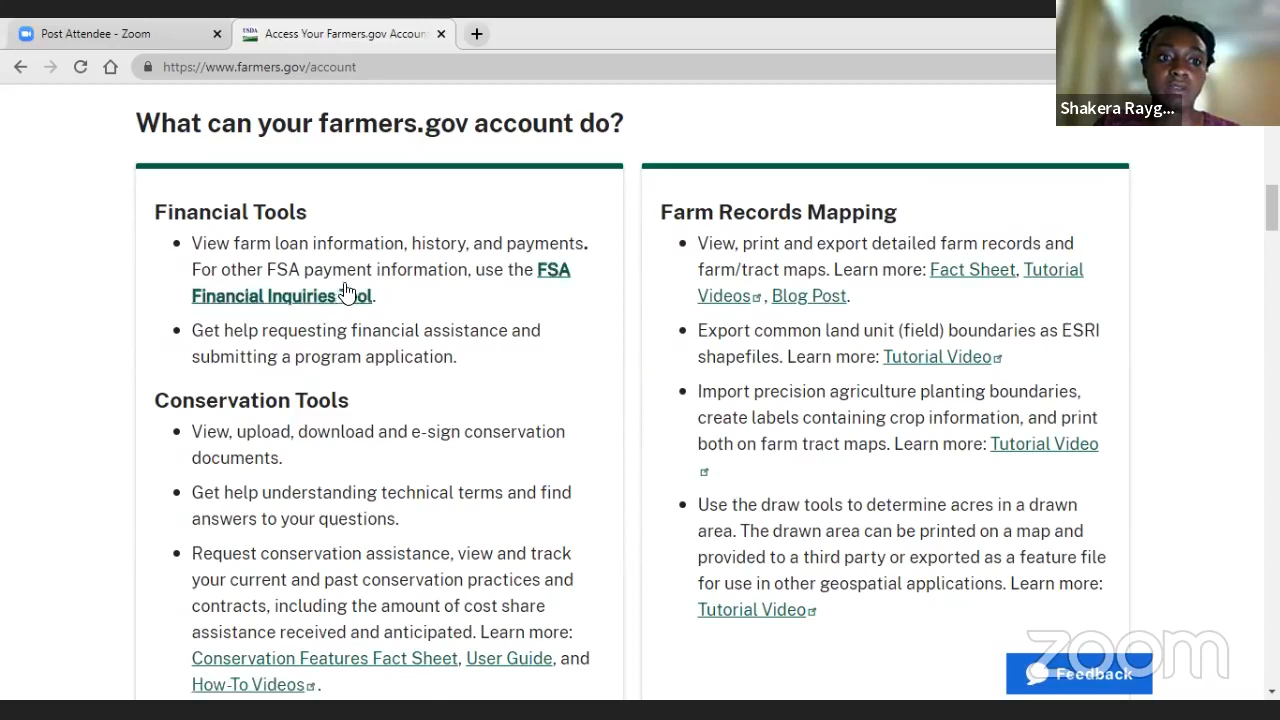 Post Attendee - Zoom
USDA
Access Your Farmers.gov Accoun
https://www.farmers.gov/account
Shakera Rayg...
What can your farmers.gov account do?
Financial Tools
View farm loan information, history, and payments.
For other FSA payment information, use the FSA
Financial Inquiries Tool.
Get help requesting financial assistance and
submitting a program application.
Conservation Tools
View, upload, download and e-sign conservation
documents.
Get help understanding technical terms and find
answers to your questions.
Request conservation assistance, view and track
your current and past conservation practices and
contracts, including the amount of cost share
assistance received and anticipated. Learn more:
Conservation Features Fact Sheet, User Guide, and
How-To Videos.
Farm Records Mapping
View, print and export detailed farm records and
farm/tract maps. Learn more: Fact Sheet, Tutorial
Videos, Blog Post.
Export common land unit (field) boundaries as ESRI
shapefiles. Learn more: Tutorial Video
Import precision agriculture planting boundaries,
create labels containing crop information, and print
both on farm tract maps. Learn more: Tutorial Video
Use the draw tools to determine acres in a drawn
area. The drawn area can be printed on a map and
provided to a third party or exported as a feature file
for use in other geospatial applications. Learn more:
Tutorial Video
zoom
Feedback